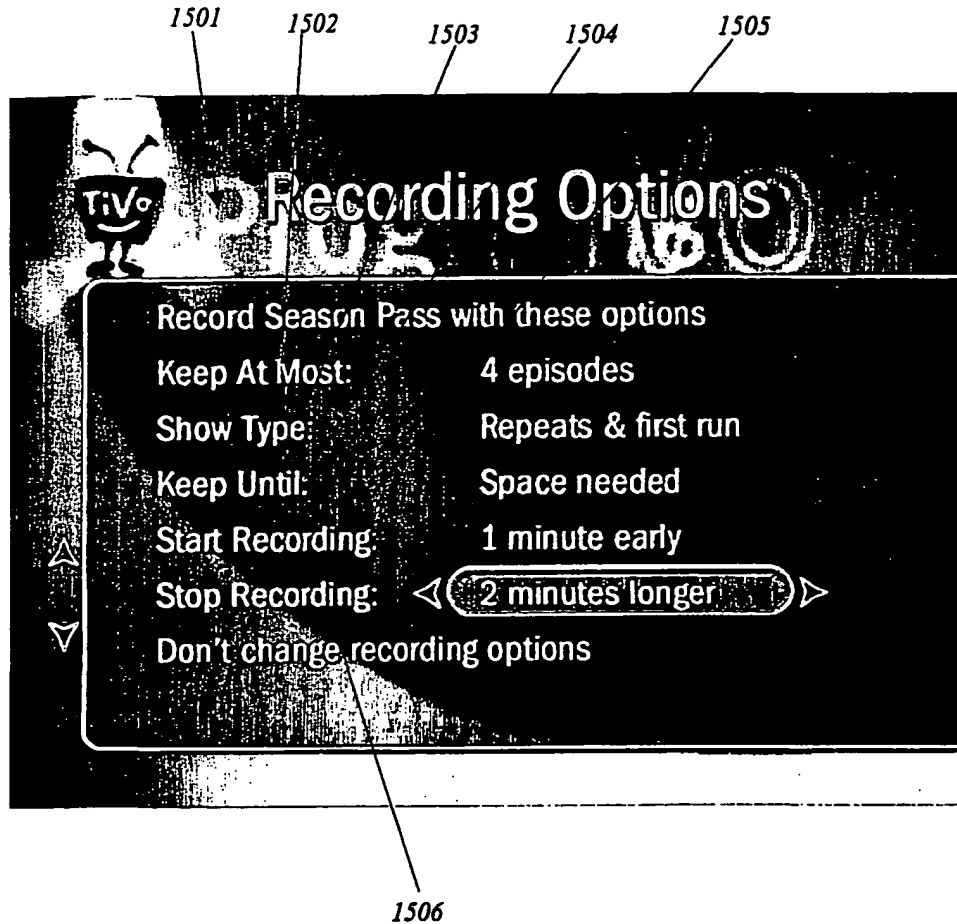 1501 1502 1503 1504 1505
TiVo
Recording Options
Record Season Pass with these options
Keep At Most: 4 episodes
Show Type: Repeats & first run
Keep Until: Space needed
Start Recording: 1 minute early
Stop Recording: 2 minutes longer
Don't change recording options
1506